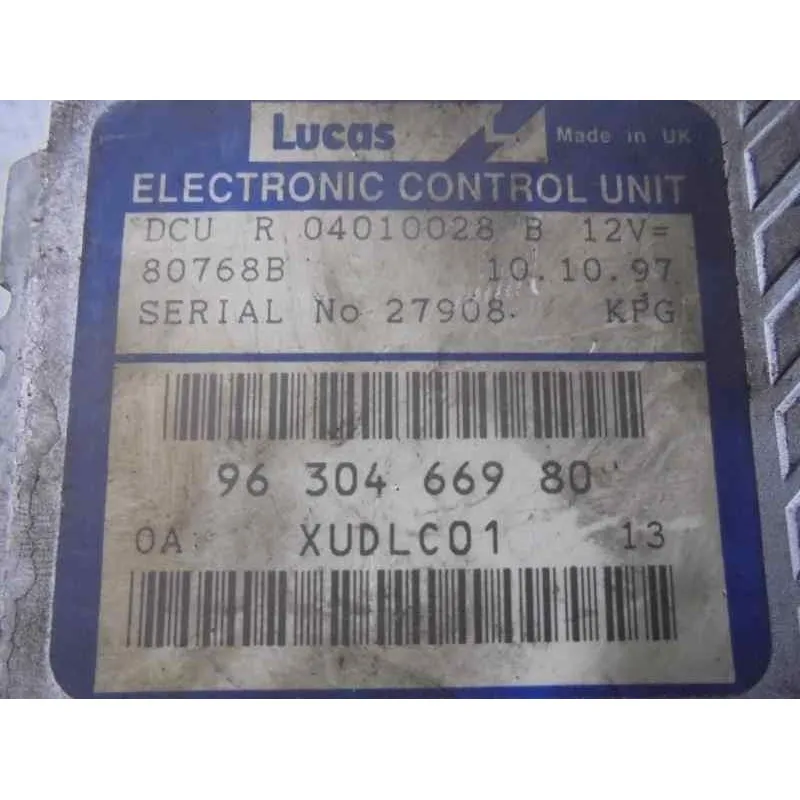 Lucas Made in UK
ELECTRONIC CONTROL UNIT
DCU R 04010028 B 12V=
80768B 10.10.97
SERIAL No 27908 KPG
96 304 669 80
0A XUDLC01 13